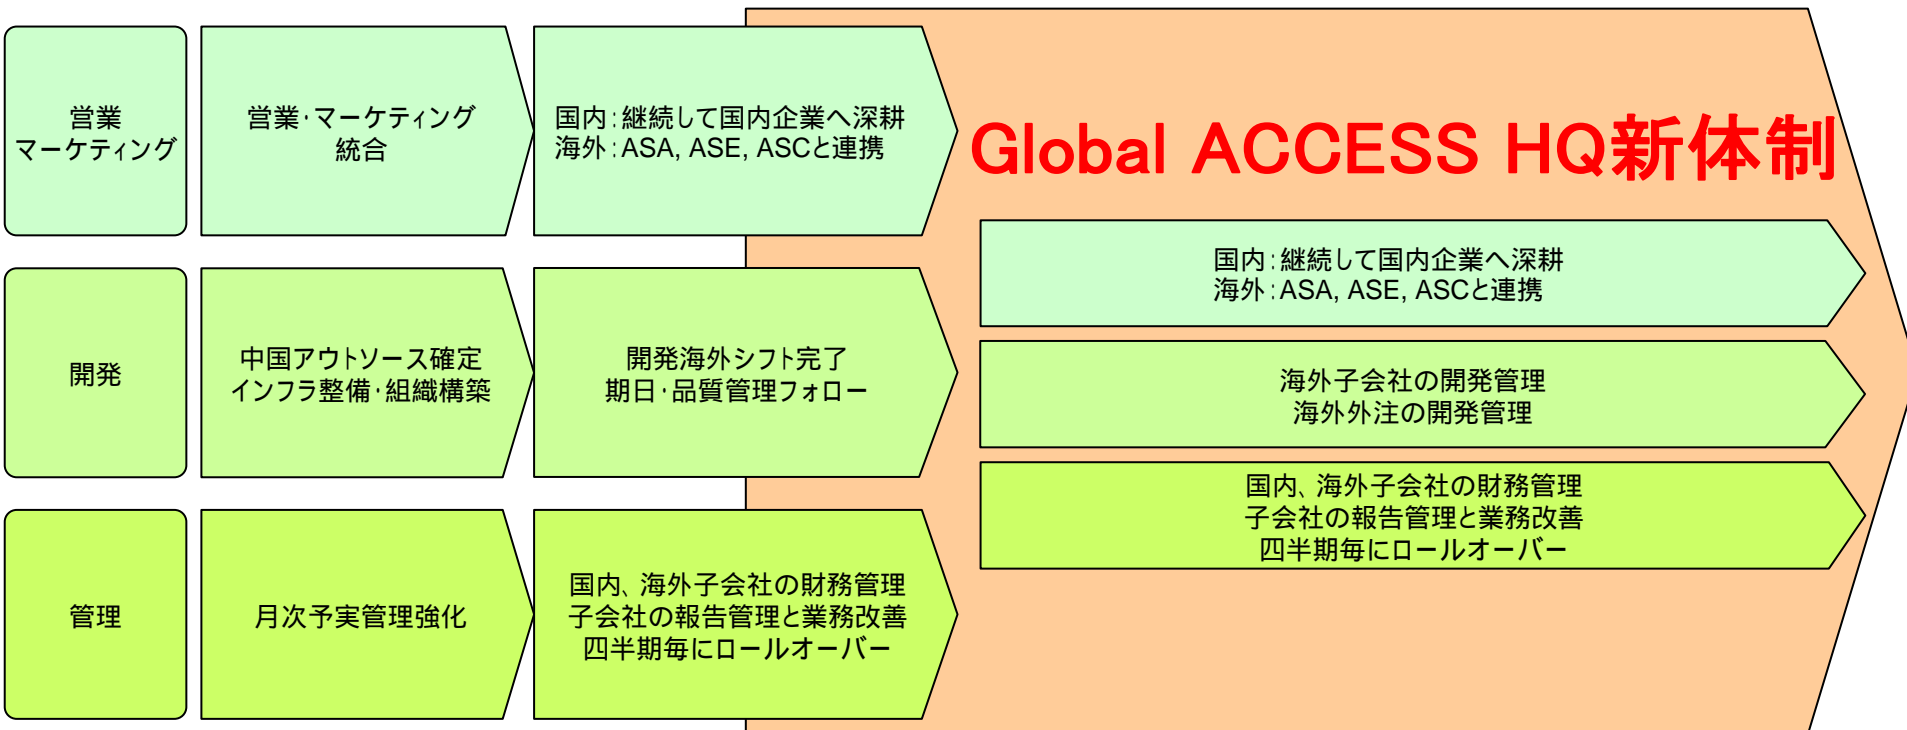 営業
マーケティング
営業・マーケティング
統合
国内：継続して国内企業へ深耕
海外：ASA, ASE, ASCと連携
Global ACCESS HQ新体制
国内：継続して国内企業へ深耕
海外：ASA, ASE, ASCと連携
開発
中国アウトソース確定
インフラ整備・組織構築
開発海外シフト完了
期日・品質管理フォロー
海外子会社の開発管理
海外外注の開発管理
管理
月次予実管理強化
国内、海外子会社の財務管理
子会社の報告管理と業務改善
四半期毎にロールオーバー
国内、海外子会社の財務管理
子会社の報告管理と業務改善
四半期毎にロールオーバー